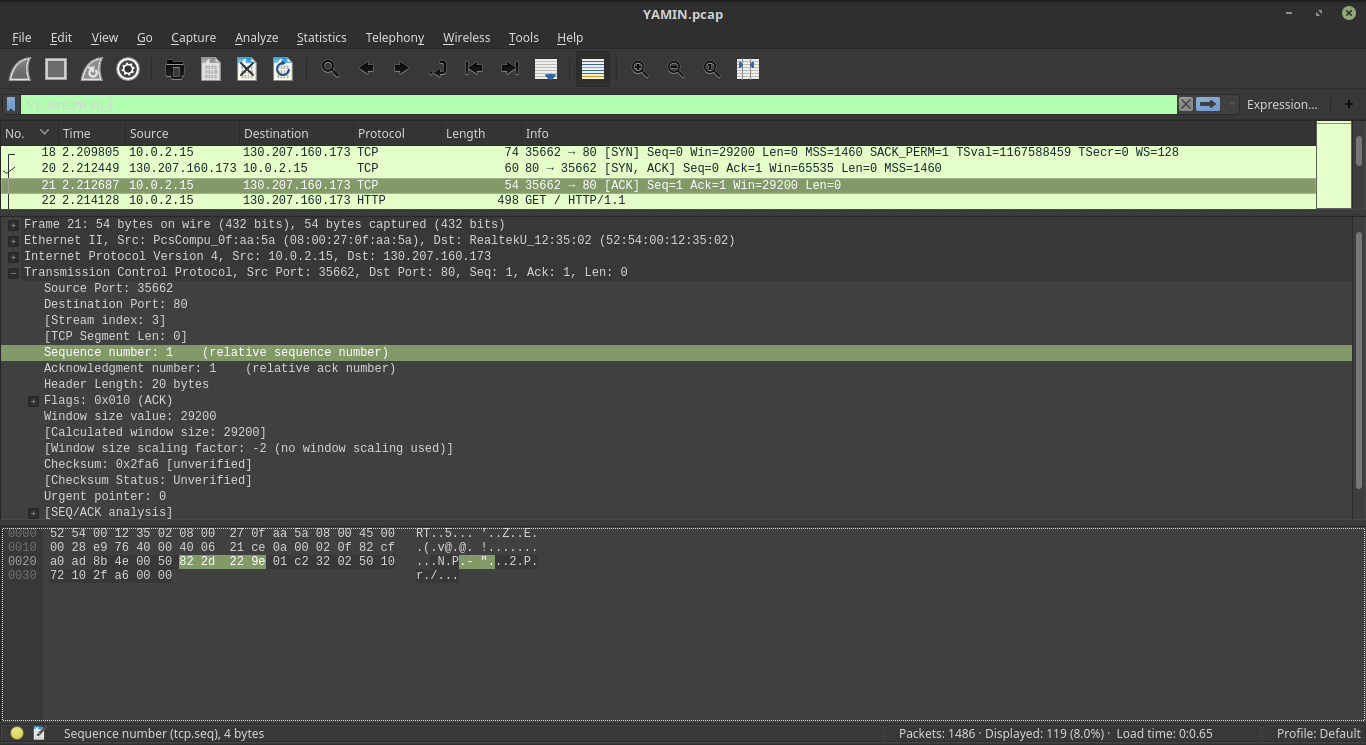 YAMIN.pcap
File Edit View Go Capture Analyze Statistics Telephony Wireless Tools Help
tcp.stream eq 3 Expression... +
No. Time Source Destination Protocol Length Info
18 2.209805 10.0.2.15 130.207.160.173 TCP 74 35662 → 80 [SYN] Seq=0 Win=29200 Len=0 MSS=1460 SACK_PERM=1 TSval=1167588459 TSecr=0 WS=128
20 2.212449 130.207.160.173 10.0.2.15 TCP 60 80 → 35662 [SYN, ACK] Seq=0 Ack=1 Win=65535 Len=0 MSS=1460
21 2.212687 10.0.2.15 130.207.160.173 TCP 54 35662 → 80 [ACK] Seq=1 Ack=1 Win=29200 Len=0
22 2.214128 10.0.2.15 130.207.160.173 HTTP 498 GET / HTTP/1.1
Frame 21: 54 bytes on wire (432 bits), 54 bytes captured (432 bits)
Ethernet II, Src: PcsCompu_0f:aa:5a (08:00:27:0f:aa:5a), Dst: RealtekU_12:35:02 (52:54:00:12:35:02)
Internet Protocol Version 4, Src: 10.0.2.15, Dst: 130.207.160.173
Transmission Control Protocol, Src Port: 35662, Dst Port: 80, Seq: 1, Ack: 1, Len: 0
Source Port: 35662
Destination Port: 80
[Stream index: 3]
[TCP Segment Len: 0]
Sequence number: 1    (relative sequence number)
Acknowledgment number: 1    (relative ack number)
Header Length: 20 bytes
Flags: 0x010 (ACK)
Window size value: 29200
[Calculated window size: 29200]
[Window size scaling factor: -2 (no window scaling used)]
Checksum: 0x2fa6 [unverified]
[Checksum Status: Unverified]
Urgent pointer: 0
[SEQ/ACK analysis]
0000 52 54 00 12 35 02 08 00 27 0f aa 5a 08 00 45 00 RT..5... '..Z..E.
0010 00 28 e9 76 40 00 40 06 21 ce 0a 00 02 0f 82 cf .(.v@.@. !.......
0020 a0 ad 8b 4e 00 50 82 2d 22 9e 01 c2 32 02 50 10 ...N.P.- "...2.P.
0030 72 10 2f a6 00 00 r./...
Sequence number (tcp.seq), 4 bytes Packets: 1486 · Displayed: 119 (8.0%) · Load time: 0:0.65 Profile: Default